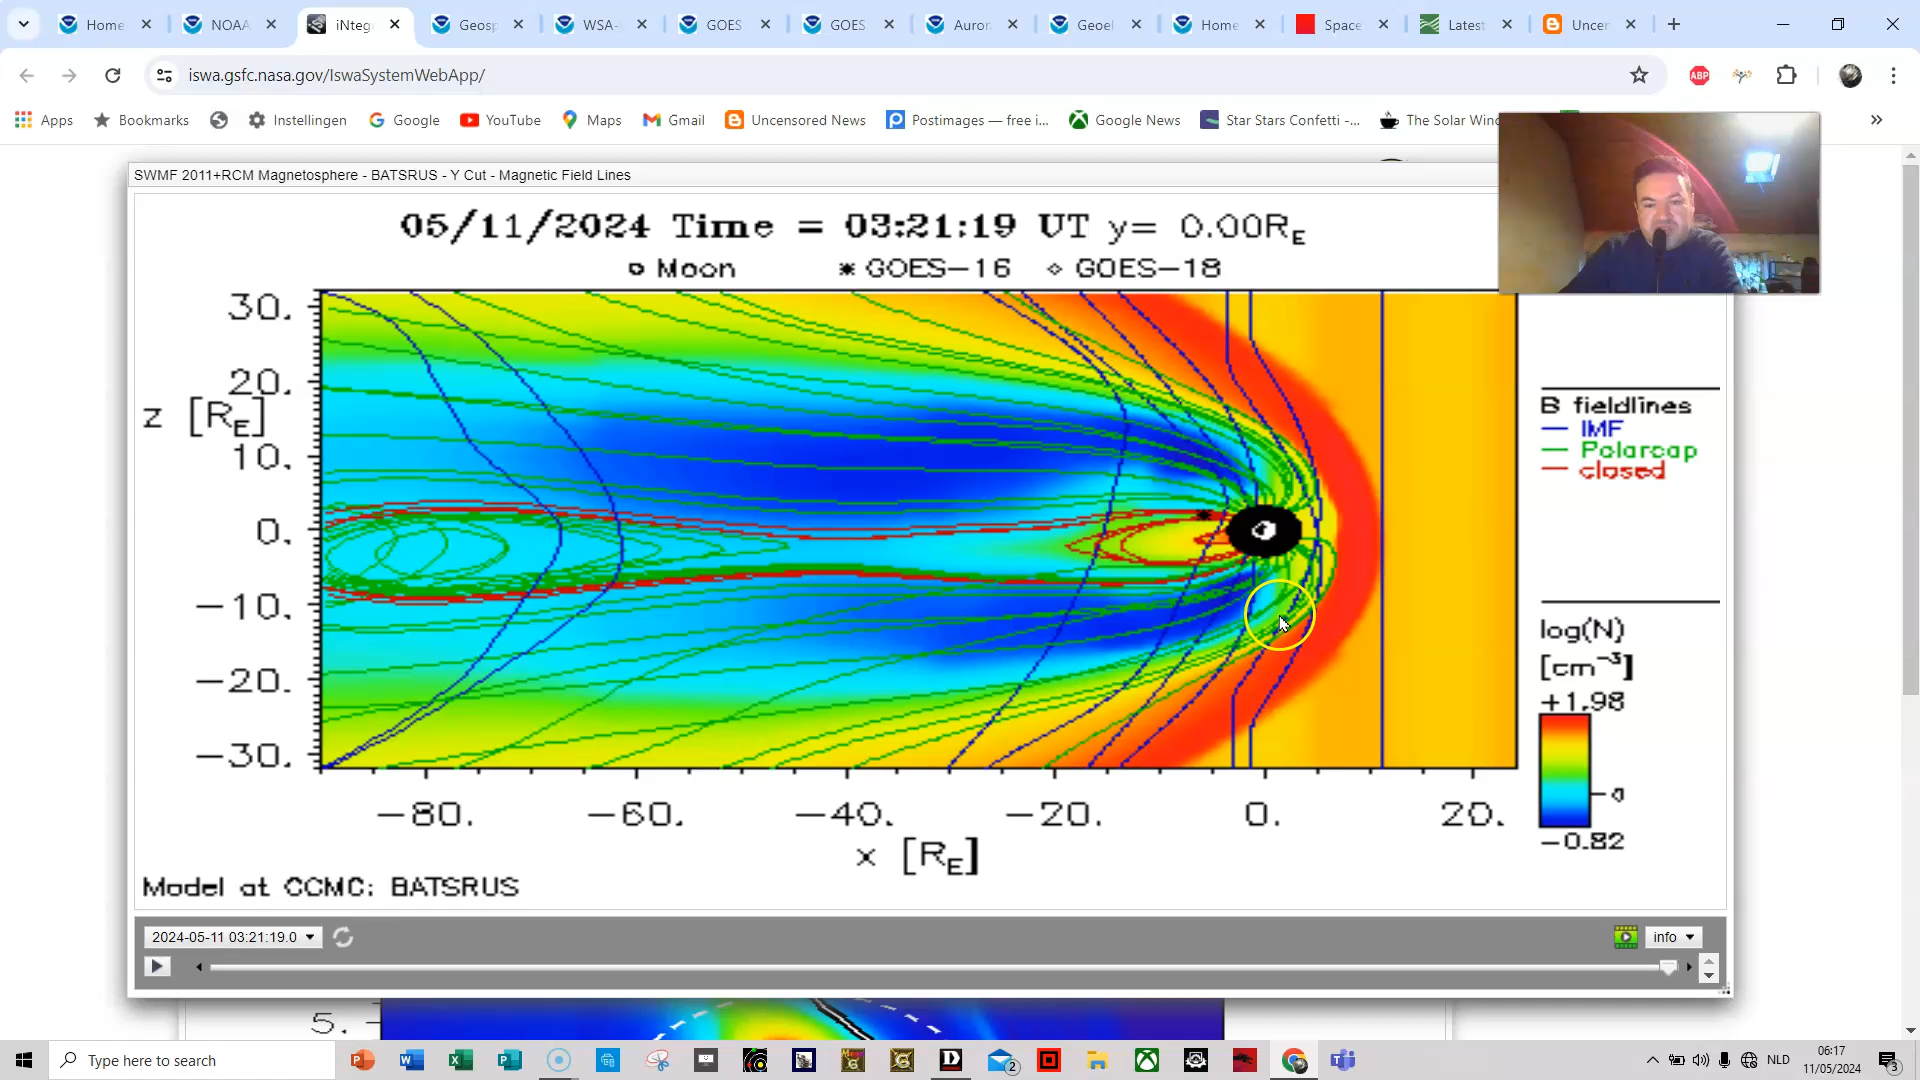 Home
NOAA
iNteg
Geosp
WSA-
GOES
GOES
Auror
Geoel
Home
Space
Latest
Uncen
iswa.gsfc.nasa.gov/IswaSystemWebApp/
ABP
Apps
Bookmarks
Instellingen
Google
YouTube
Maps
Gmail
Uncensored News
Postimages — free i...
Google News
Star Stars Confetti -...
The Solar Wind
SWMF 2011+RCM Magnetosphere - BATSRUS - Y Cut - Magnetic Field Lines
05/11/2024 Time = 03:21:19 UT y= 0.00RE
Moon
GOES-16
GOES-18
30.
20.
z [RE]
10.
0.
-10.
-20.
-30.
-80.
-60.
-40.
-20.
0.
20.
x [RE]
B fieldlines
IMF
Polarcap
closed
log(N)
[cm-3]
+1.98
0
-0.82
Model at CCMC: BATSRUS
2024-05-11 03:21:19.0
info
5.
Type here to search
2
NLD
06:17
11/05/2024
3